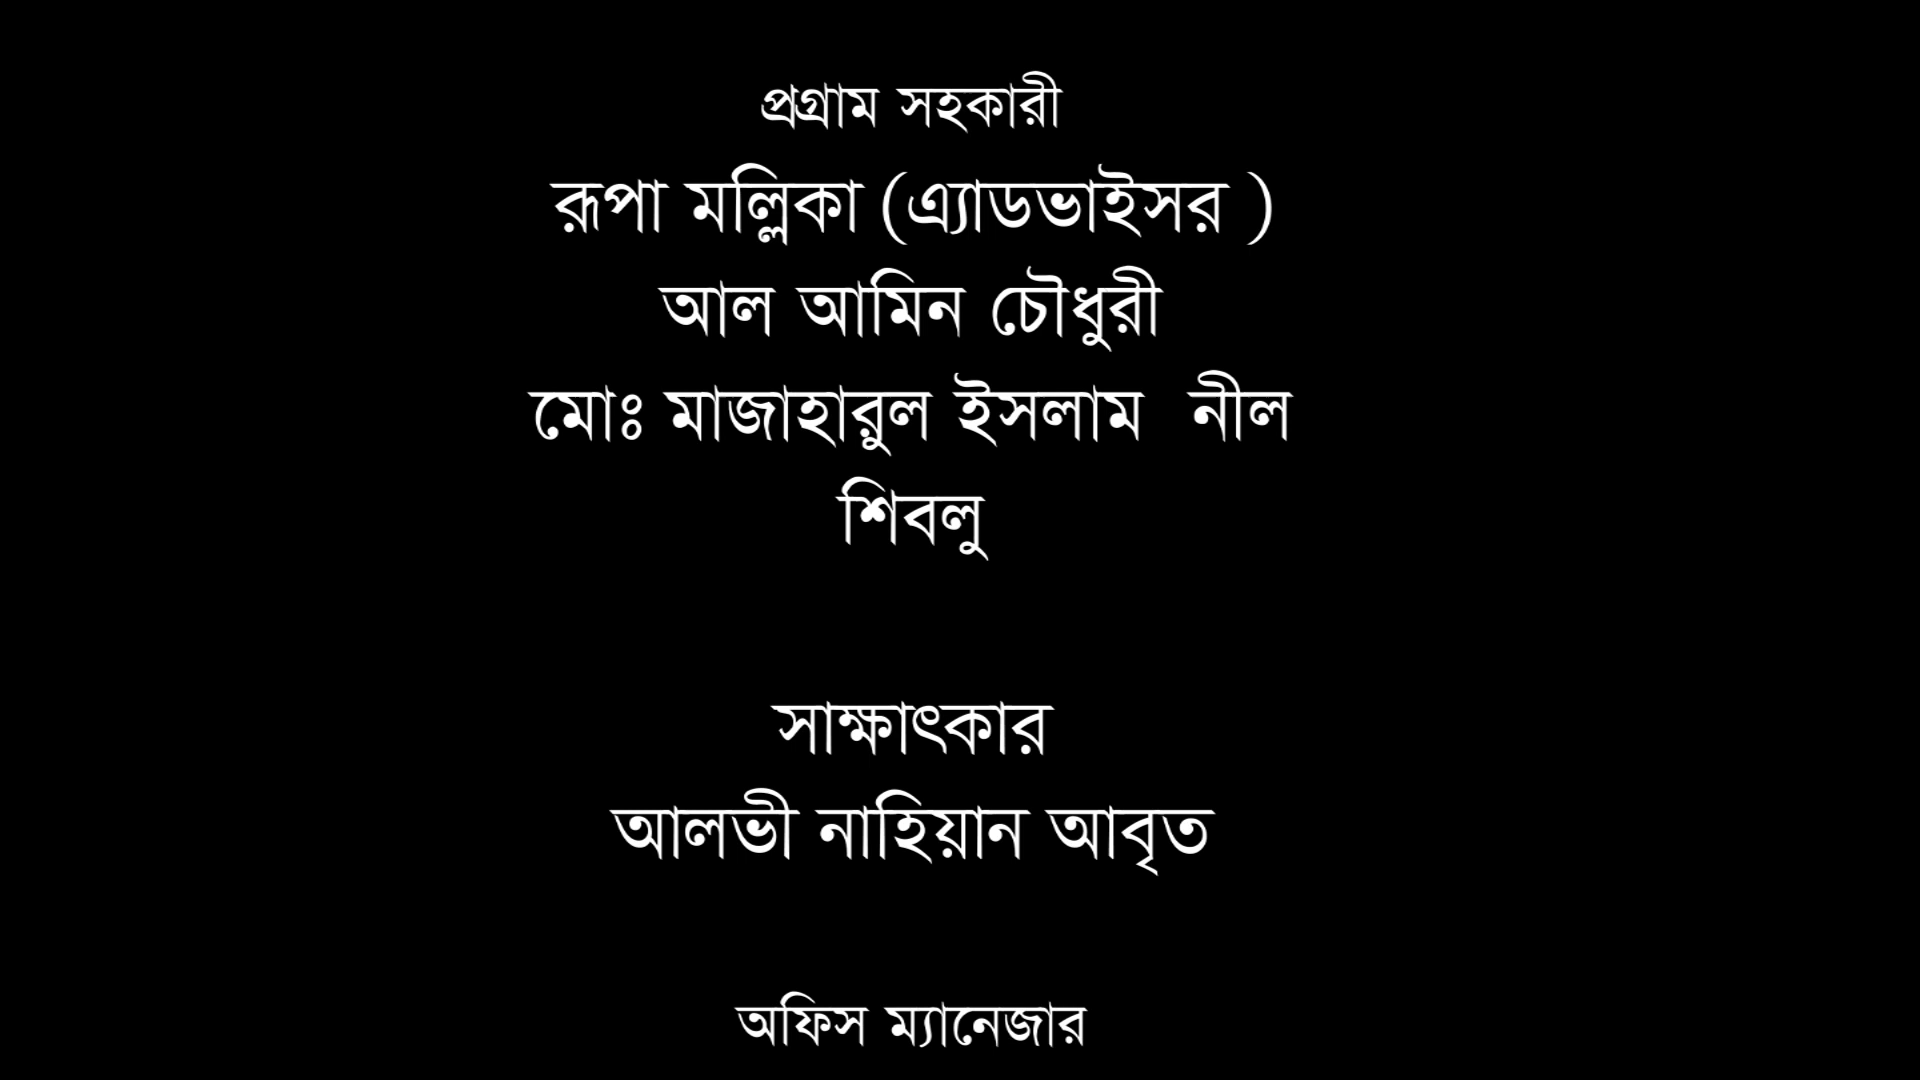 প্রগ্রাম সহকারী
রূপা মল্লিকা (এ্যাডভাইসর )
আল আমিন চৌধুরী
মোঃ মাজাহারুল ইসলাম  নীল
শিবলু
সাক্ষাৎকার
আলভী নাহিয়ান আবৃত
অফিস ম্যানেজার